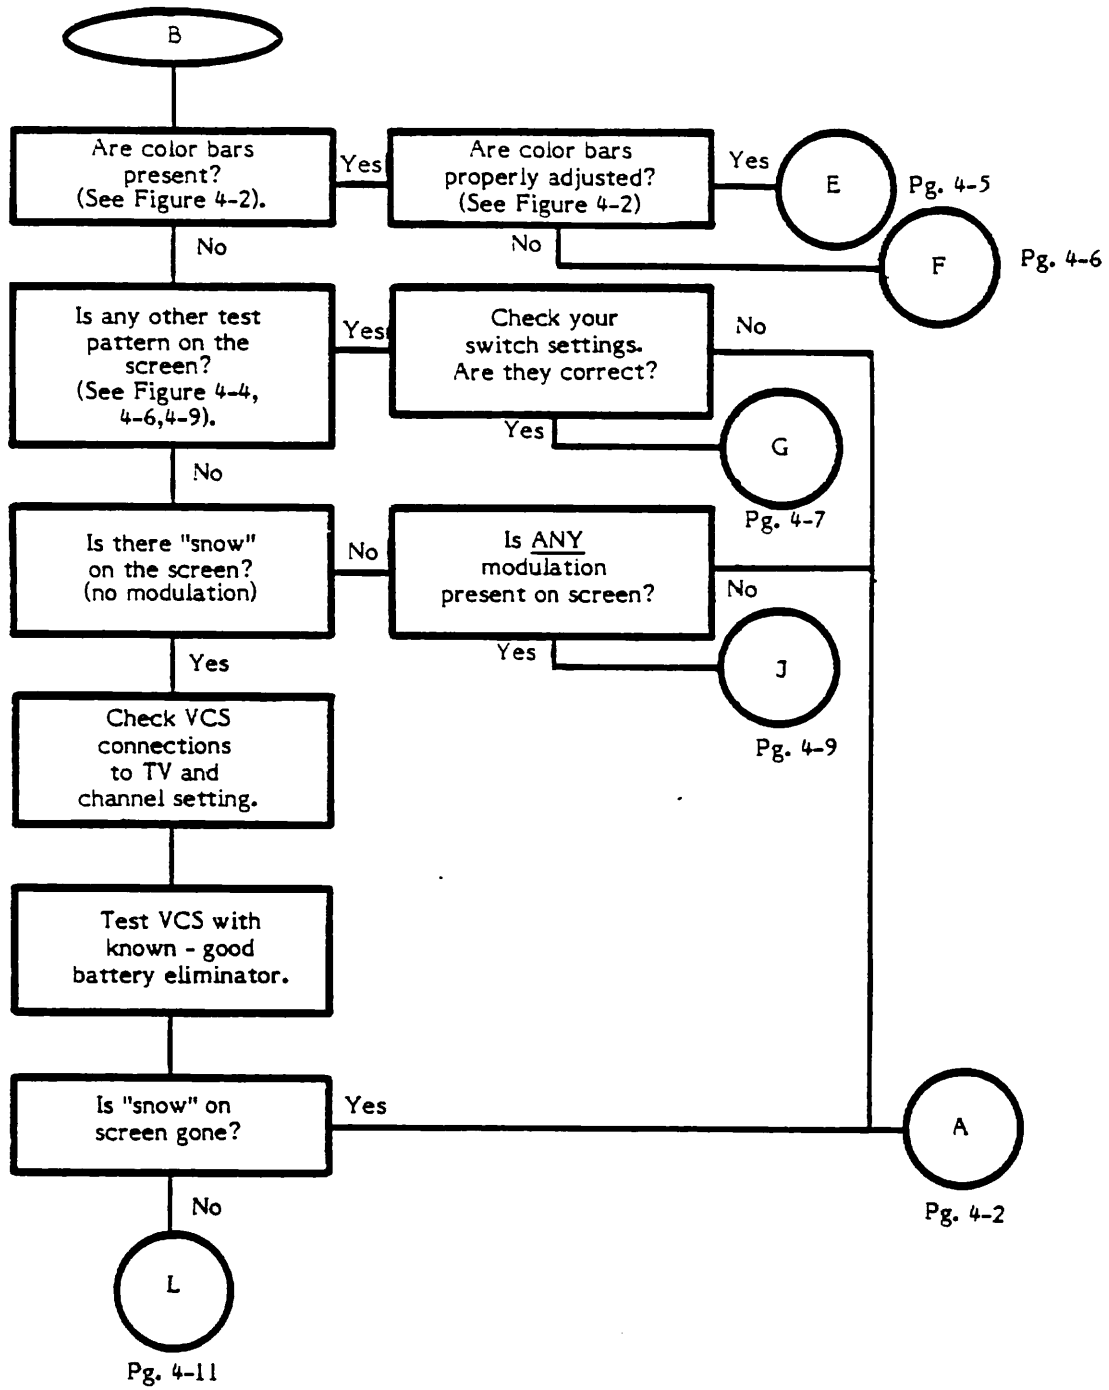 B
Are color bars
present?
(See Figure 4-2).
Yes
Are color bars
properly adjusted?
(See Figure 4-2)
Yes
E
Pg. 4-5
No
No
F
Pg. 4-6
Is any other test
pattern on the
screen?
(See Figure 4-4,
4-6,4-9).
Yes
Check your
switch settings.
Are they correct?
No
Yes
G
Pg. 4-7
No
Is there "snow"
on the screen?
(no modulation)
No
Is ANY
modulation
present on screen?
No
Yes
J
Pg. 4-9
Yes
Check VCS
connections
to TV and
channel setting.
Test VCS with
known - good
battery eliminator.
Is "snow" on
screen gone?
Yes
A
Pg. 4-2
No
L
Pg. 4-11